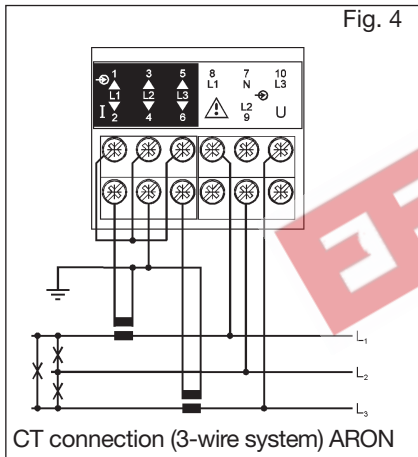 Fig. 4
1 3 5 8 7 10
L1 N L3
L1 L2 L3
I L2 U
2 4 6 9
L1
L2
L3
CT connection (3-wire system) ARON